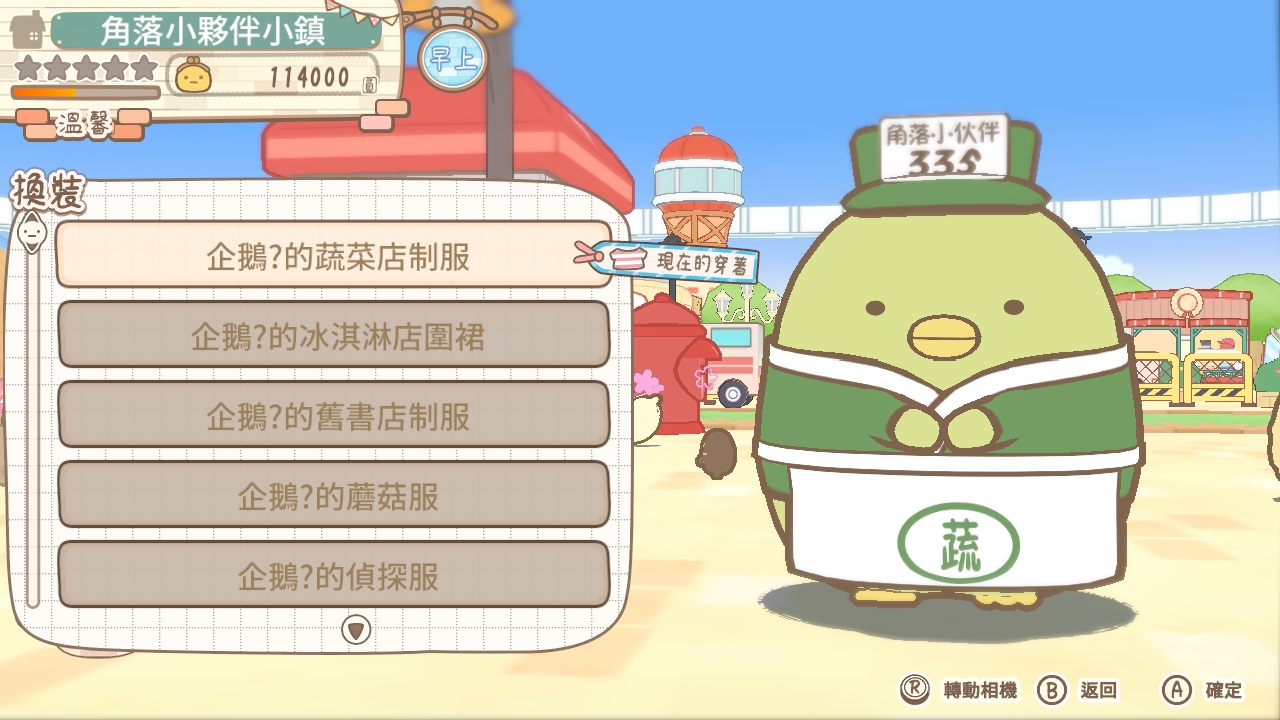 角落小夥伴小鎮
早上
114000
溫馨
換裝
企鵝?的蔬菜店制服
現在的穿著
企鵝?的冰淇淋店圍裙
企鵝?的舊書店制服
企鵝?的蘑菇服
企鵝?的偵探服
角落小伙伴
335
蔬
R 轉動相機 B 返回 A 確定